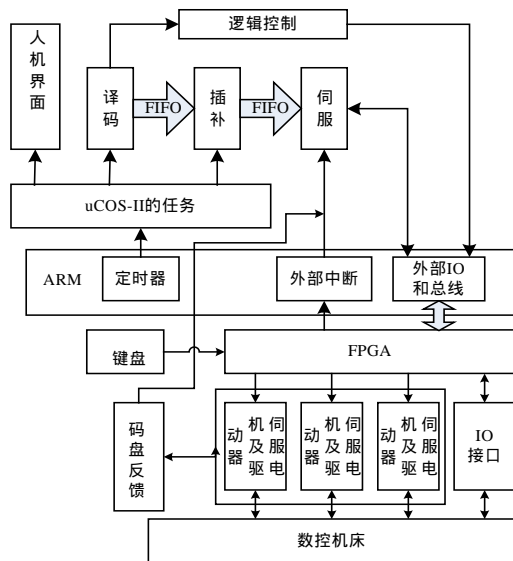 逻辑控制
人机界面
译码
FIFO
插补
FIFO
伺服
uCOS-II的任务
ARM
定时器
外部中断
外部IO
和总线
键盘
FPGA
码盘反馈
伺服电
机及驱
动器
伺服电
机及驱
动器
伺服电
机及驱
动器
IO
接口
数控机床